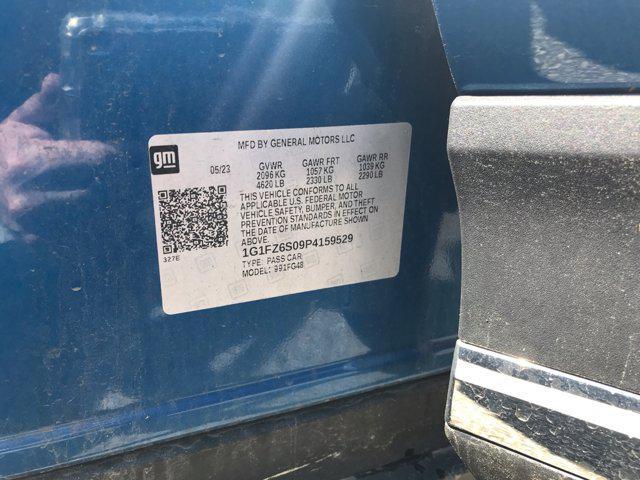 MFD BY GENERAL MOTORS LLC
gm
05/23 GVWR GAWR FRT GAWR RR
2096 KG 1057 KG 1039 KG
4620 LB 2330 LB 2290 LB
THIS VEHICLE CONFORMS TO ALL
APPLICABLE U.S. FEDERAL MOTOR
VEHICLE SAFETY, BUMPER, AND THEFT
PREVENTION STANDARDS IN EFFECT ON
THE DATE OF MANUFACTURE SHOWN
ABOVE.
327E
1G1FZ6S09P4159529
TYPE: PASS CAR
MODEL: 991FG48